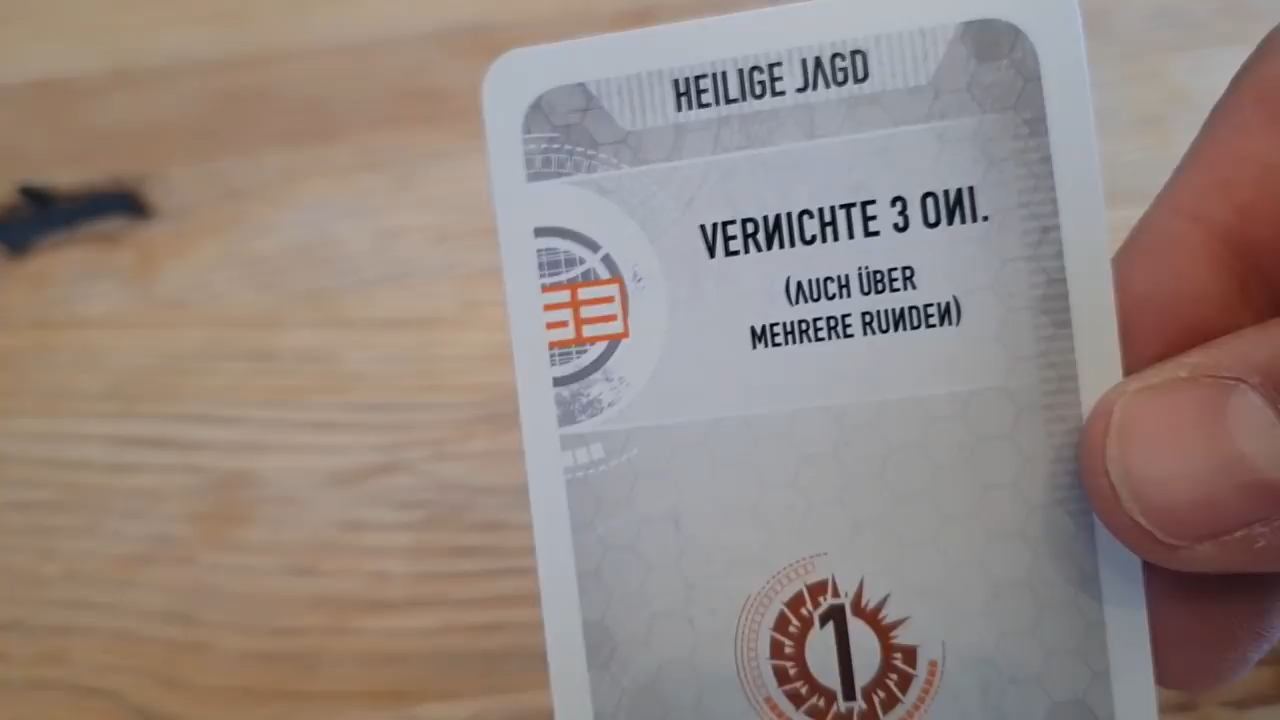 HEILIGE JAGD
VERNICHTE 3 ONI.
(AUCH ÜBER
MEHRERE RUNDEN)
1